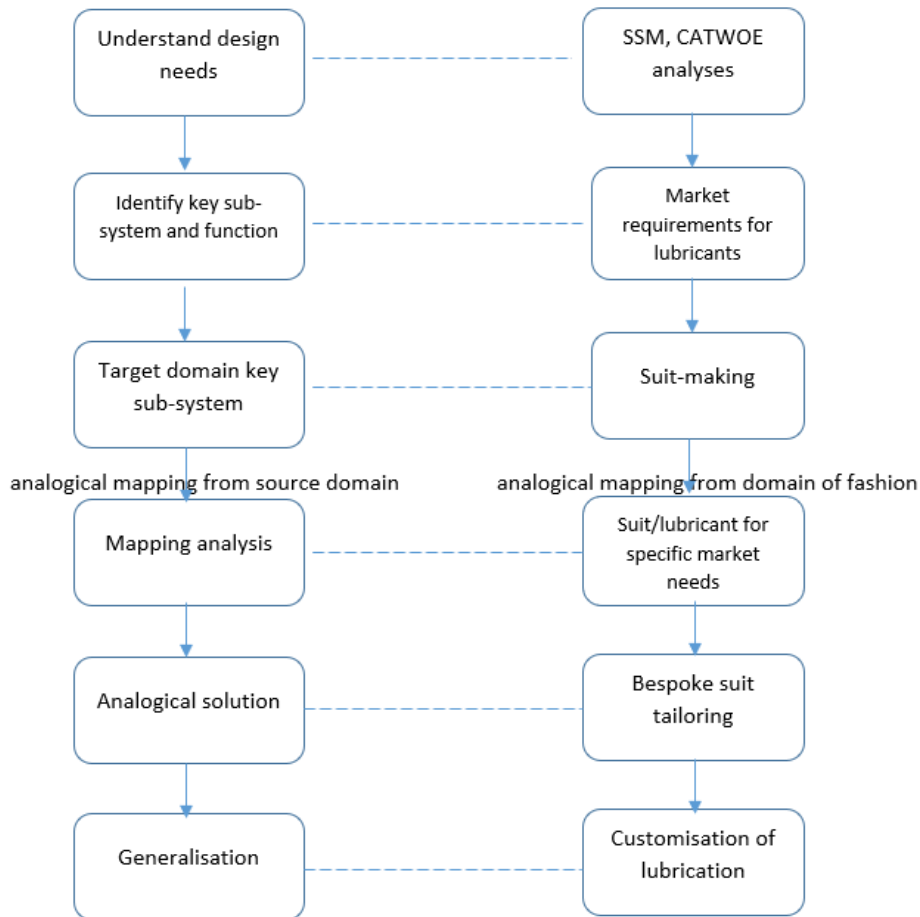 Understand design
needs
SSM, CATWOE
analyses
Identify key sub-
system and function
Market
requirements for
lubricants
Target domain key
sub-system
Suit-making
analogical mapping from source domain
analogical mapping from domain of fashion
Mapping analysis
Suit/lubricant for
specific market
needs
Analogical solution
Bespoke suit
tailoring
Generalisation
Customisation of
lubrication